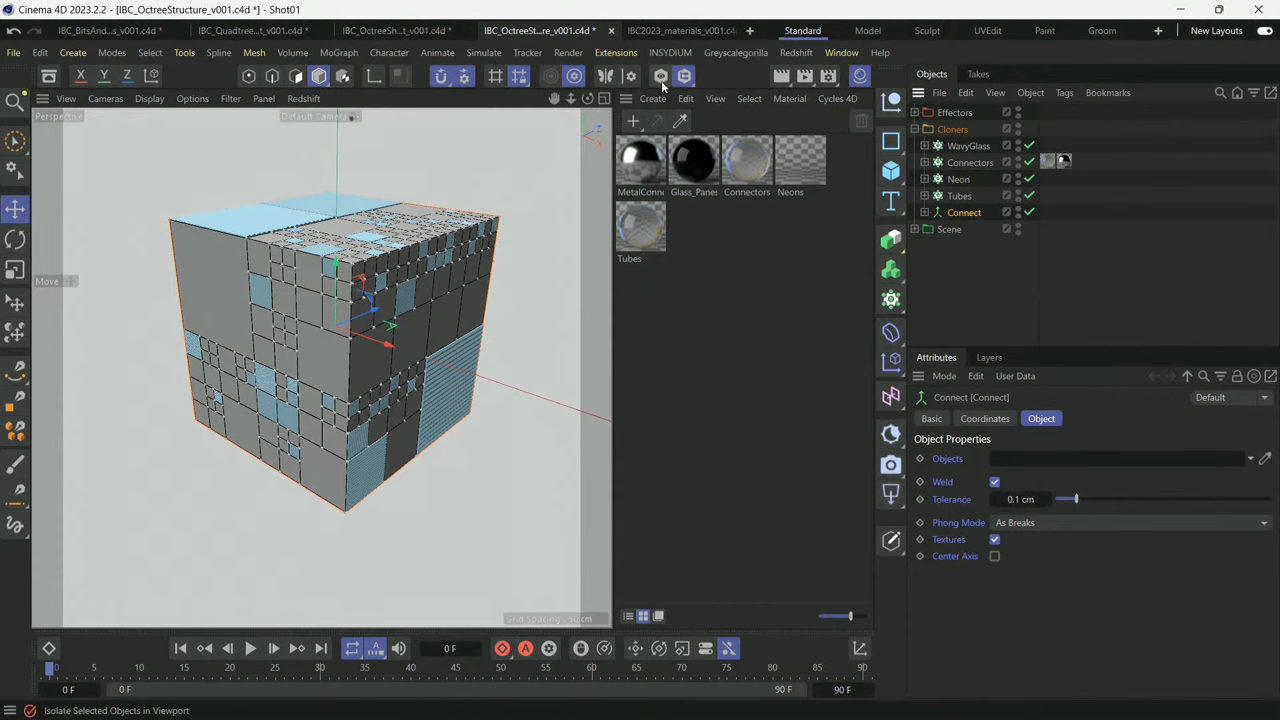 Cinema 4D 2023.2.2 - [IBC_OctreeStructure_v001.c4d *] - Shot01
IBC_BitsAnd...s_v001.c4d *
IBC_Quadtree...t_v001.c4d *
IBC_OctreeSh...t_v001.c4d *
IBC_OctreeSt...re_v001.c4d *
IBC2023_materials_v001.c4...
Standard
Sculpt
UVEdit
Paint
Groom
New Layouts
File Edit Create Modes Select Tools Spline Mesh Volume MoGraph Character Animate Simulate Tracker Render Extensions INSYDIUM Greyscalegorilla Redshift Window Help
X Y Z
View Cameras Display Options Filter Panel Redshift
Create Edit View Select Material Cycles 4D
Objects Takes
File Edit View Object Tags Bookmarks
Perspective
Default Camera
Z
X
Move
MetalConne
Glass_Panes
Connectors
Neons
Tubes
Effectors
Cloners
WavyGlass
Connectors
Neon
Tubes
Connect
Scene
Attributes Layers
Mode Edit User Data
Connect [Connect]
Default
Basic Coordinates Object
Object Properties
Objects
Weld
Tolerance 0.1 cm
Phong Mode As Breaks
Textures
Center Axis
Grid Spacing : 50 cm
0 F
0 5 10 15 20 25 30 35 40 45 50 55 60 65 70 75 80 85 90
0 F 0 F 90 F 90 F
Isolate Selected Objects in Viewport